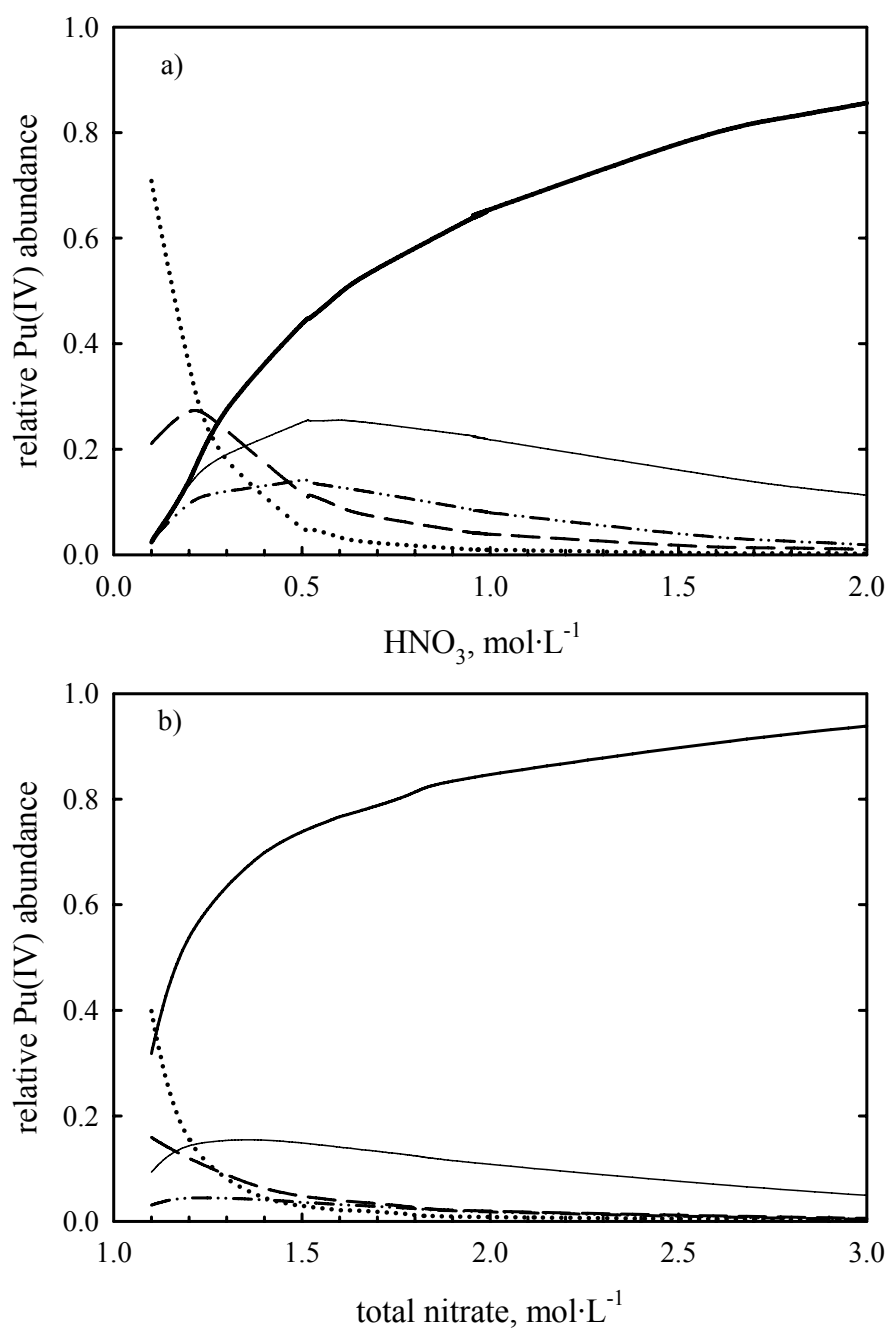 1.0
a)
0.8
0.6
0.4
0.2
0.0
relative Pu(IV) abundance
0.0 0.5 1.0 1.5 2.0
HNO₃, mol·L⁻¹
1.0
b)
0.8
0.6
0.4
0.2
0.0
relative Pu(IV) abundance
1.0 1.5 2.0 2.5 3.0
total nitrate, mol·L⁻¹